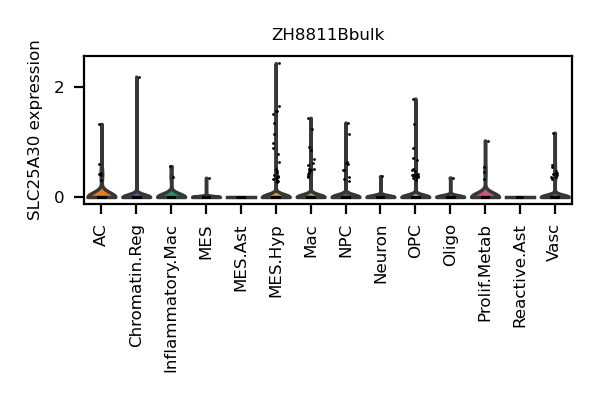 ZH8811Bbulk
SLC25A30 expression
2
0
AC
Chromatin.Reg
Inflammatory.Mac
MES
MES.Ast
MES.Hyp
Mac
NPC
Neuron
OPC
Oligo
Prolif.Metab
Reactive.Ast
Vasc